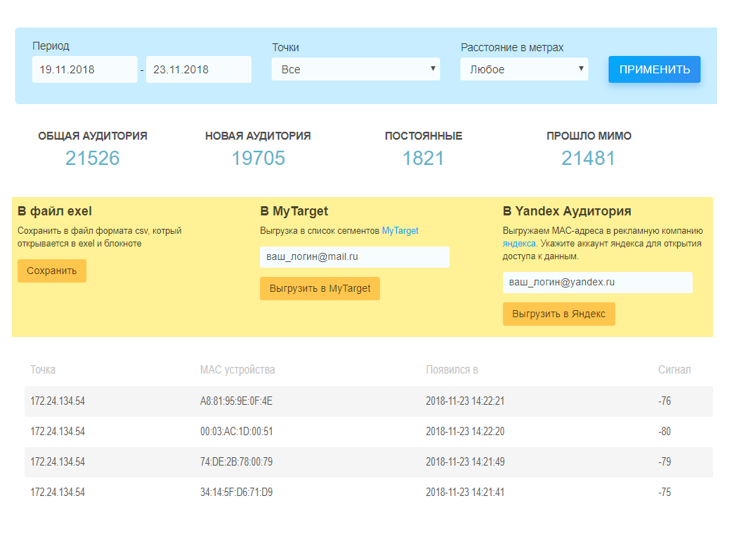 Период
Точки
Расстояние в метрах
19.11.2018 - 23.11.2018
Все
Любое
ПРИМЕНИТЬ
ОБЩАЯ АУДИТОРИЯ
21526
НОВАЯ АУДИТОРИЯ
19705
ПОСТОЯННЫЕ
1821
ПРОШЛО МИМО
21481
В файл exel
Сохранить в файл формата csv, котрый
открывается в exel и блокноте
Сохранить
В MyTarget
Выгрузка в список сегментов MyTarget
ваш_логин@mail.ru
Выгрузить в MyTarget
В Yandex Аудитория
Выгружаем MAC-адреса в рекламную компанию
яндекса. Укажите аккаунт яндекса для открытия
доступа к данным.
ваш_логин@yandex.ru
Выгрузить в Яндекс
Точка MAC устройства Появился в Сигнал
172.24.134.54 A8:81:95:9E:0F:4E 2018-11-23 14:22:21 -76
172.24.134.54 00:03:AC:1D:00:51 2018-11-23 14:22:20 -80
172.24.134.54 74:DE:2B:78:00:79 2018-11-23 14:21:49 -79
172.24.134.54 34:14:5F:D6:71:D9 2018-11-23 14:21:41 -75